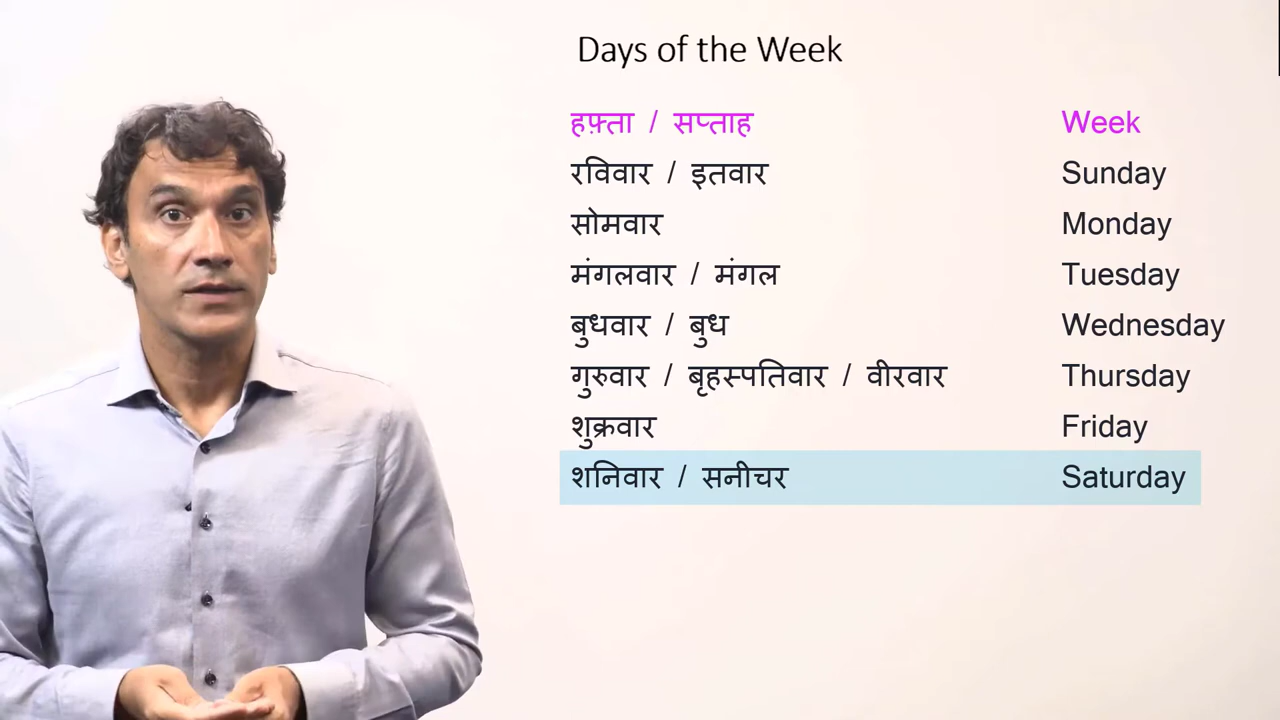 Days of the Week
हफ़्ता / सप्ताह Week
रविवार / इतवार Sunday
सोमवार Monday
मंगलवार / मंगल Tuesday
बुधवार / बुध Wednesday
गुरुवार / बृहस्पतिवार / वीरवार Thursday
शुक्रवार Friday
शनिवार / सनीचर Saturday